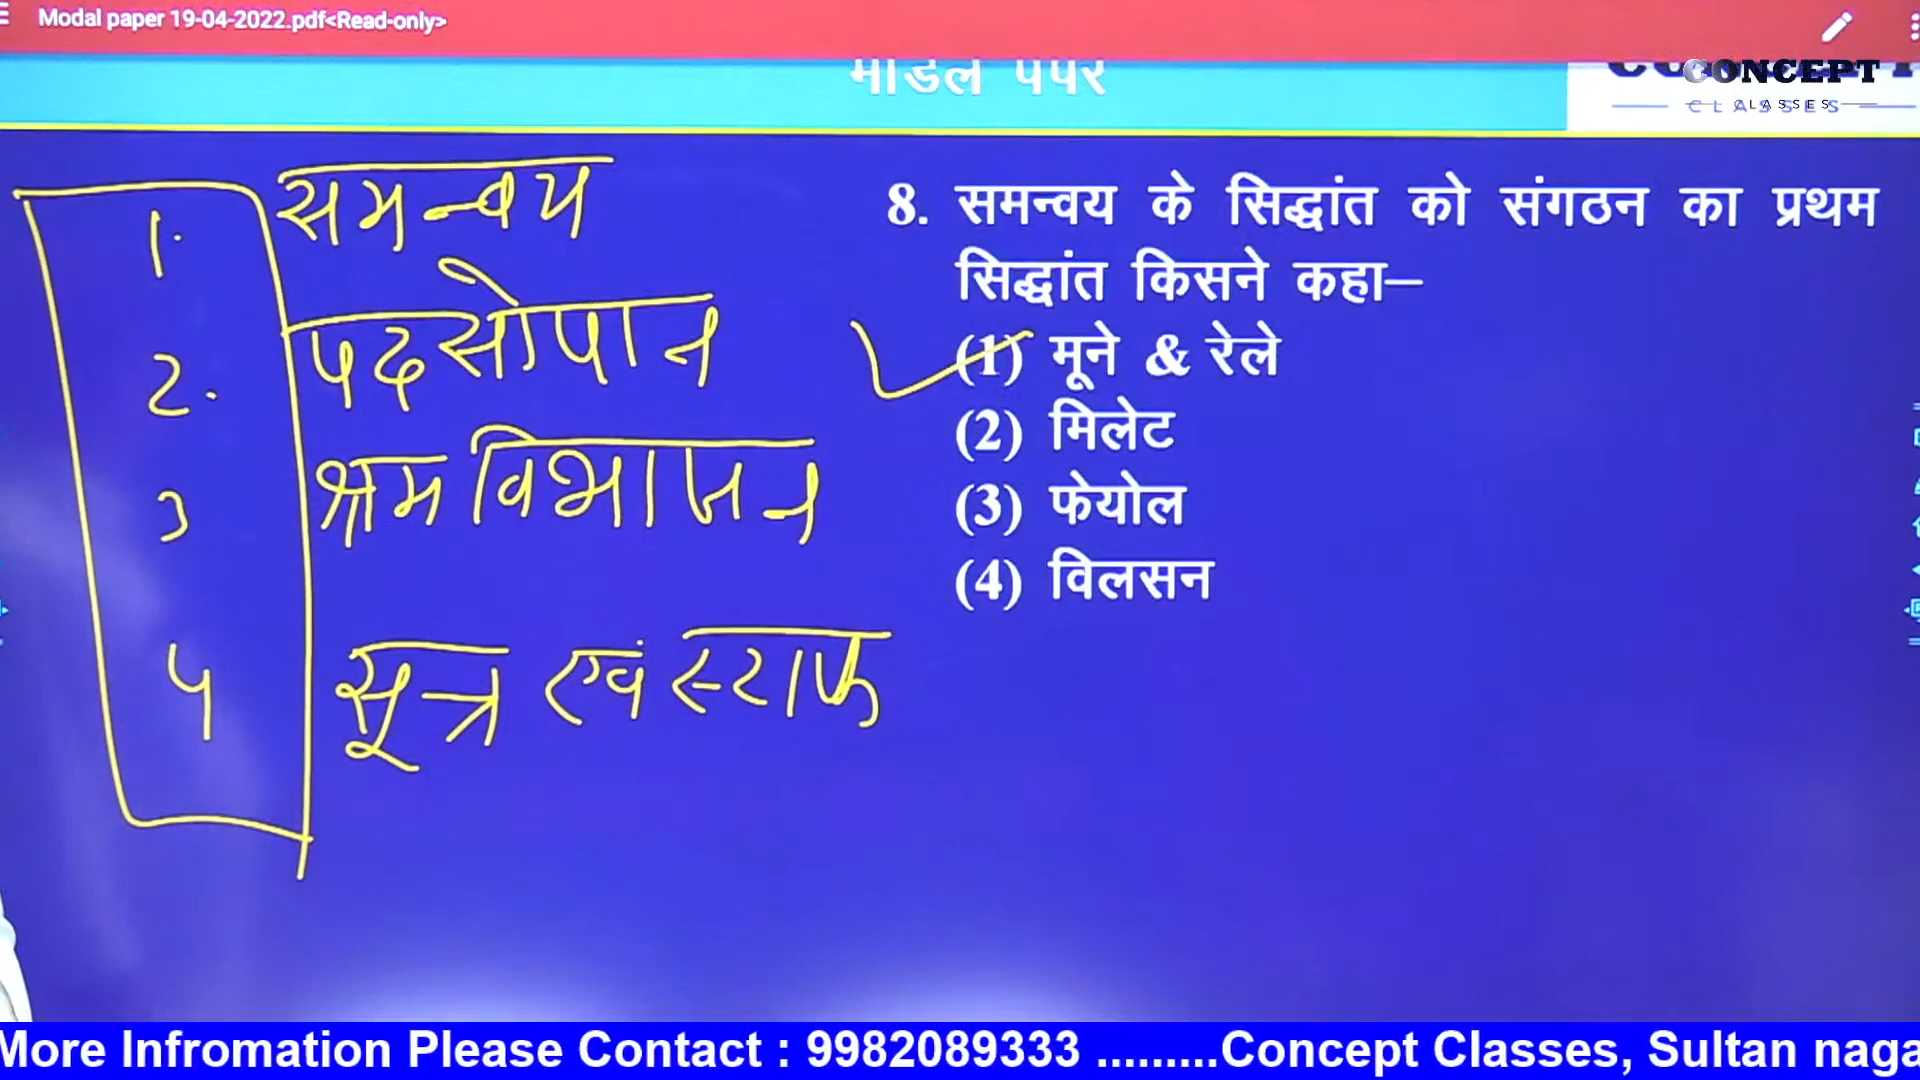 Modal paper 19-04-2022.pdf<Read-only>
मॉडल पेपर
CONCEPT
CLASSES
1. समन्वय
2. पदसोपान
3 श्रम विभाजन
4 सूत्र एवं स्टाफ
8. समन्वय के सिद्धांत को संगठन का प्रथम
सिद्धांत किसने कहा–
(1) मूने & रेले
(2) मिलेट
(3) फेयोल
(4) विलसन
More Infromation Please Contact : 9982089333 .........Concept Classes, Sultan naga